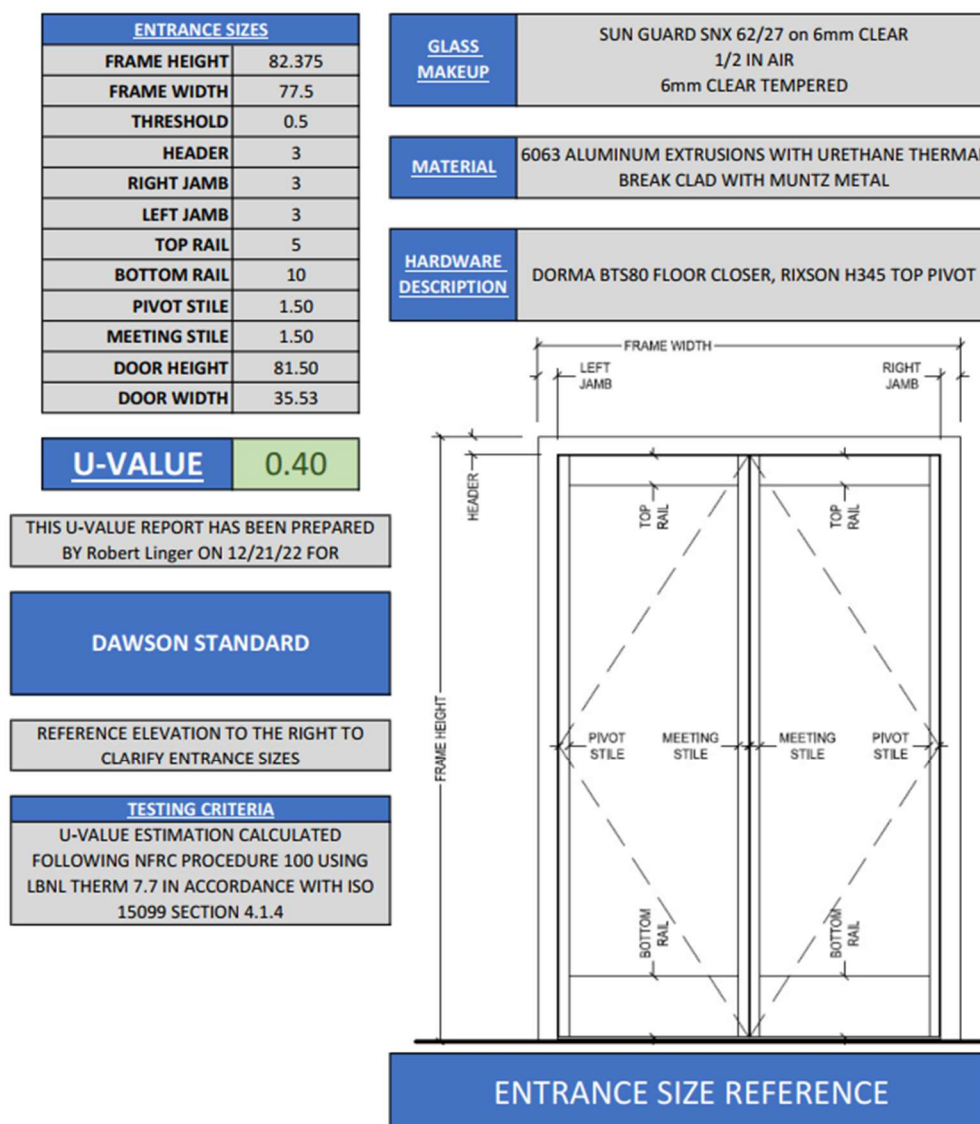 ENTRANCE SIZES
FRAME HEIGHT 82.375
FRAME WIDTH 77.5
THRESHOLD 0.5
HEADER 3
RIGHT JAMB 3
LEFT JAMB 3
TOP RAIL 5
BOTTOM RAIL 10
PIVOT STILE 1.50
MEETING STILE 1.50
DOOR HEIGHT 81.50
DOOR WIDTH 35.53
U-VALUE 0.40
THIS U-VALUE REPORT HAS BEEN PREPARED
BY Robert Linger ON 12/21/22 FOR
DAWSON STANDARD
REFERENCE ELEVATION TO THE RIGHT TO
CLARIFY ENTRANCE SIZES
TESTING CRITERIA
U-VALUE ESTIMATION CALCULATED
FOLLOWING NFRC PROCEDURE 100 USING
LBNL THERM 7.7 IN ACCORDANCE WITH ISO
15099 SECTION 4.1.4
GLASS
MAKEUP
SUN GUARD SNX 62/27 on 6mm CLEAR
1/2 IN AIR
6mm CLEAR TEMPERED
MATERIAL
6063 ALUMINUM EXTRUSIONS WITH URETHANE THERMAL
BREAK CLAD WITH MUNTZ METAL
HARDWARE
DESCRIPTION
DORMA BTS80 FLOOR CLOSER, RIXSON H345 TOP PIVOT
FRAME WIDTH
LEFT
JAMB
RIGHT
JAMB
HEADER
TOP
RAIL
TOP
RAIL
FRAME HEIGHT
PIVOT
STILE
MEETING
STILE
MEETING
STILE
PIVOT
STILE
BOTTOM
RAIL
BOTTOM
RAIL
ENTRANCE SIZE REFERENCE